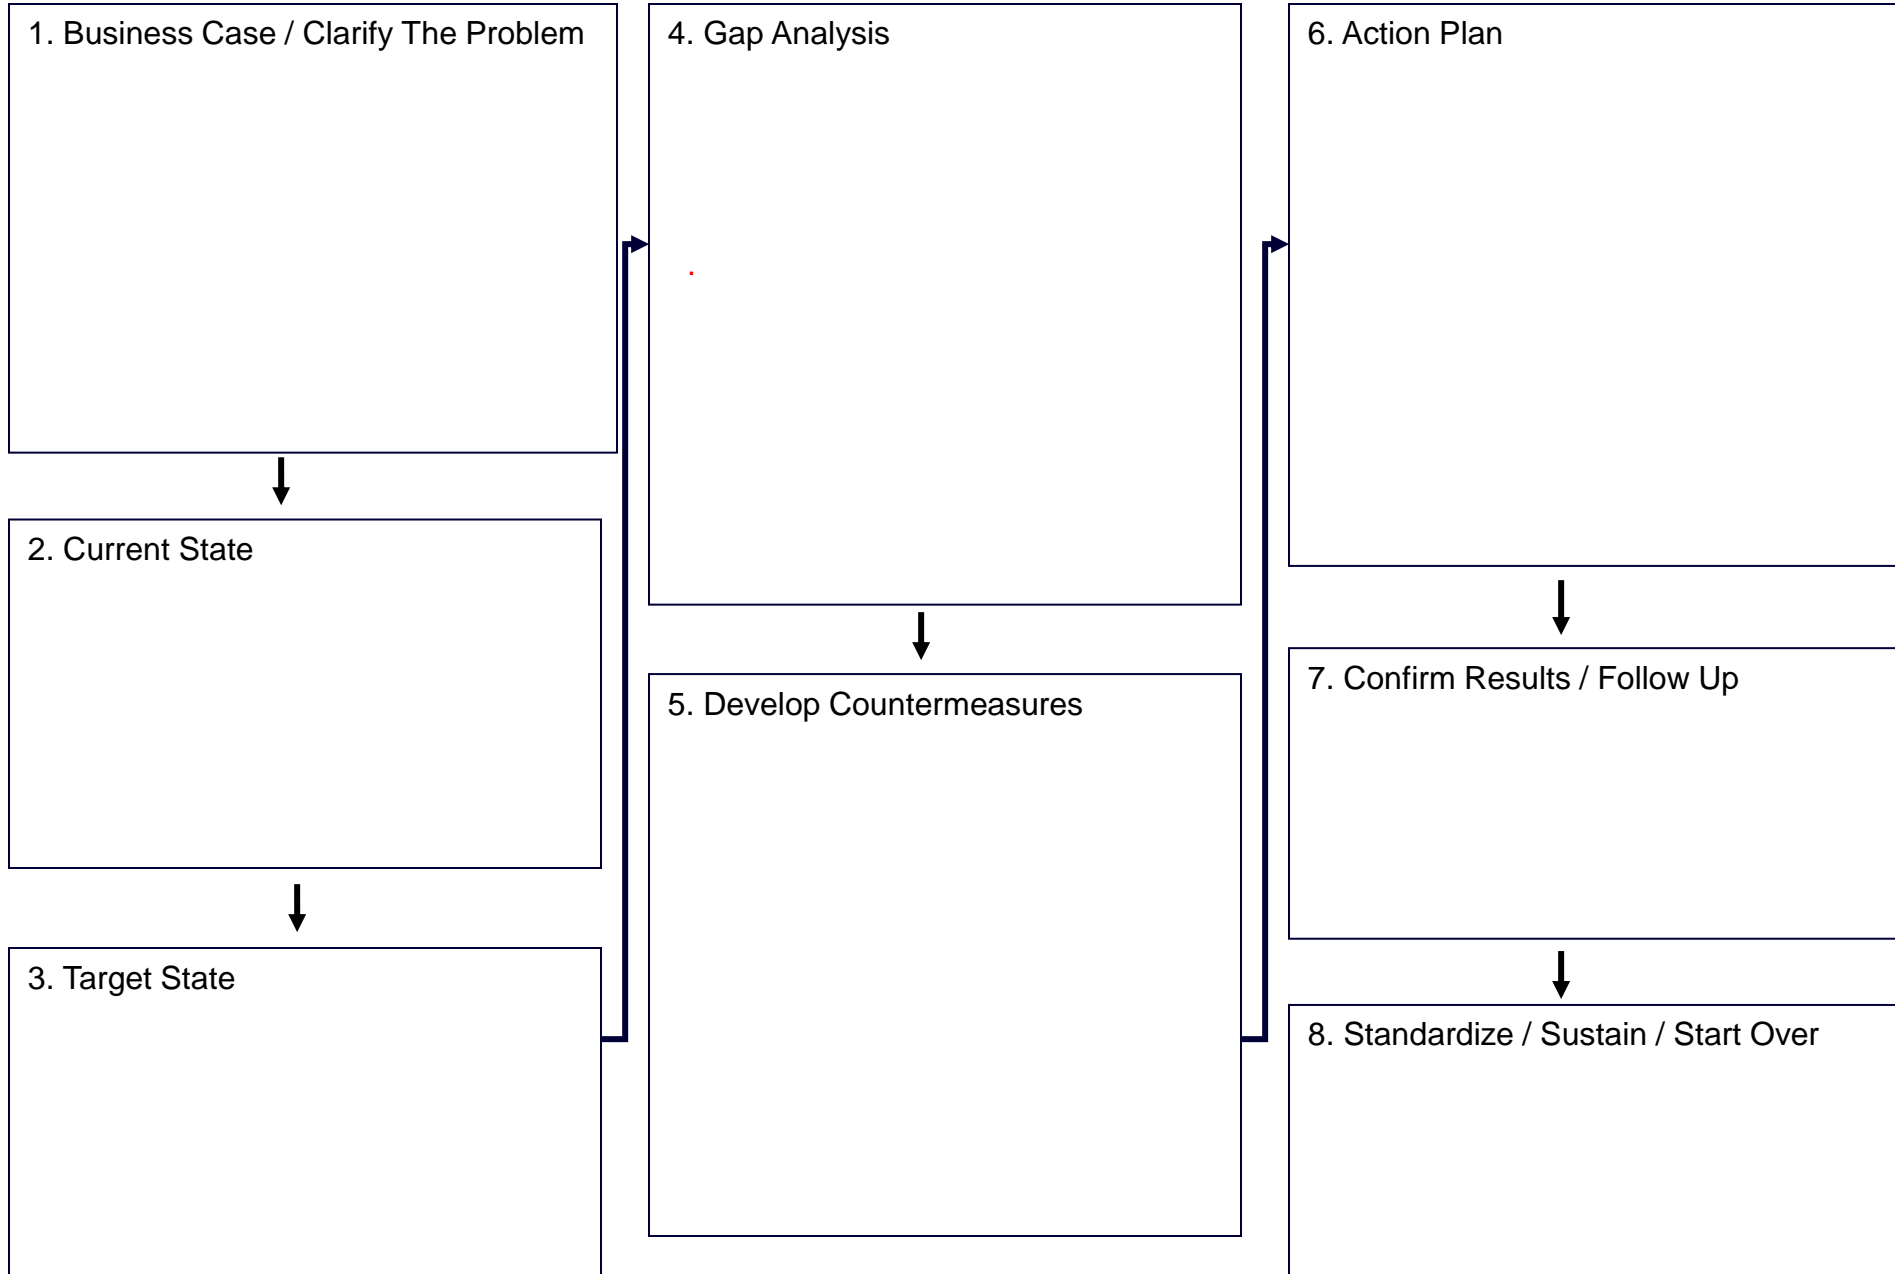 1. Business Case / Clarify The Problem
2. Current State
3. Target State
4. Gap Analysis
.
5. Develop Countermeasures
6. Action Plan
7. Confirm Results / Follow Up
8. Standardize / Sustain / Start Over